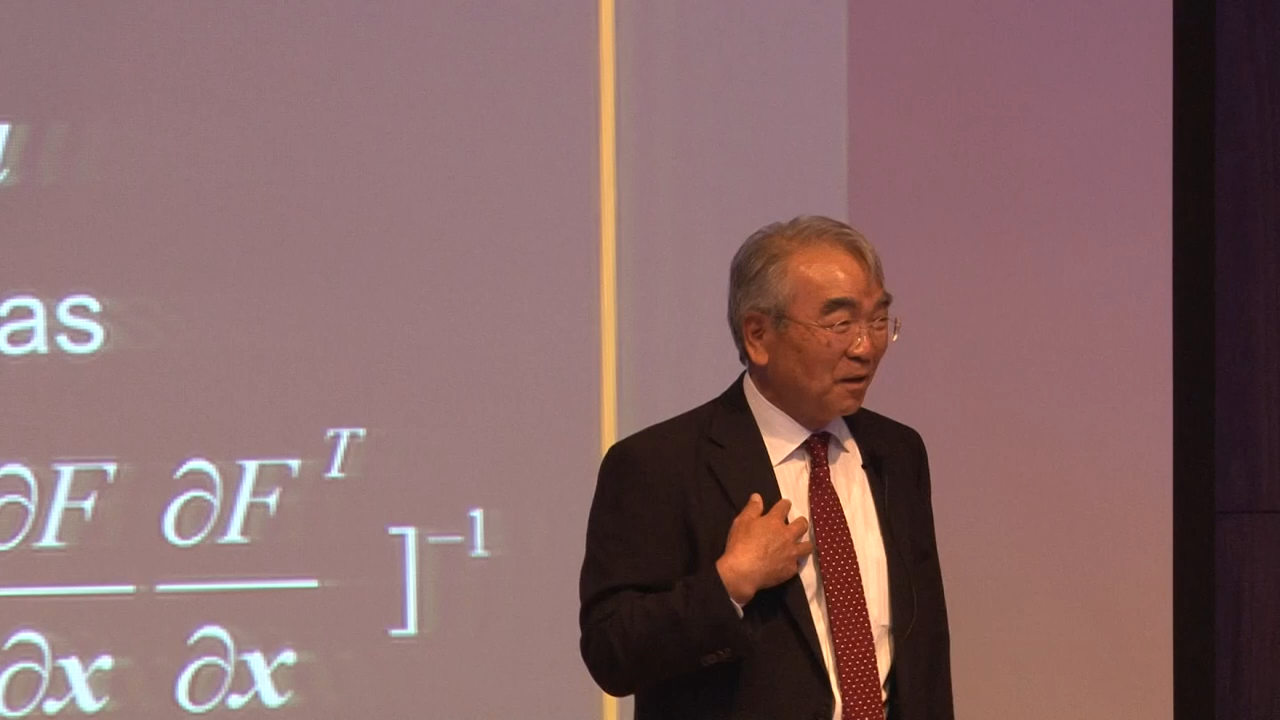 as
∂F ∂F T
] −1
∂x ∂x